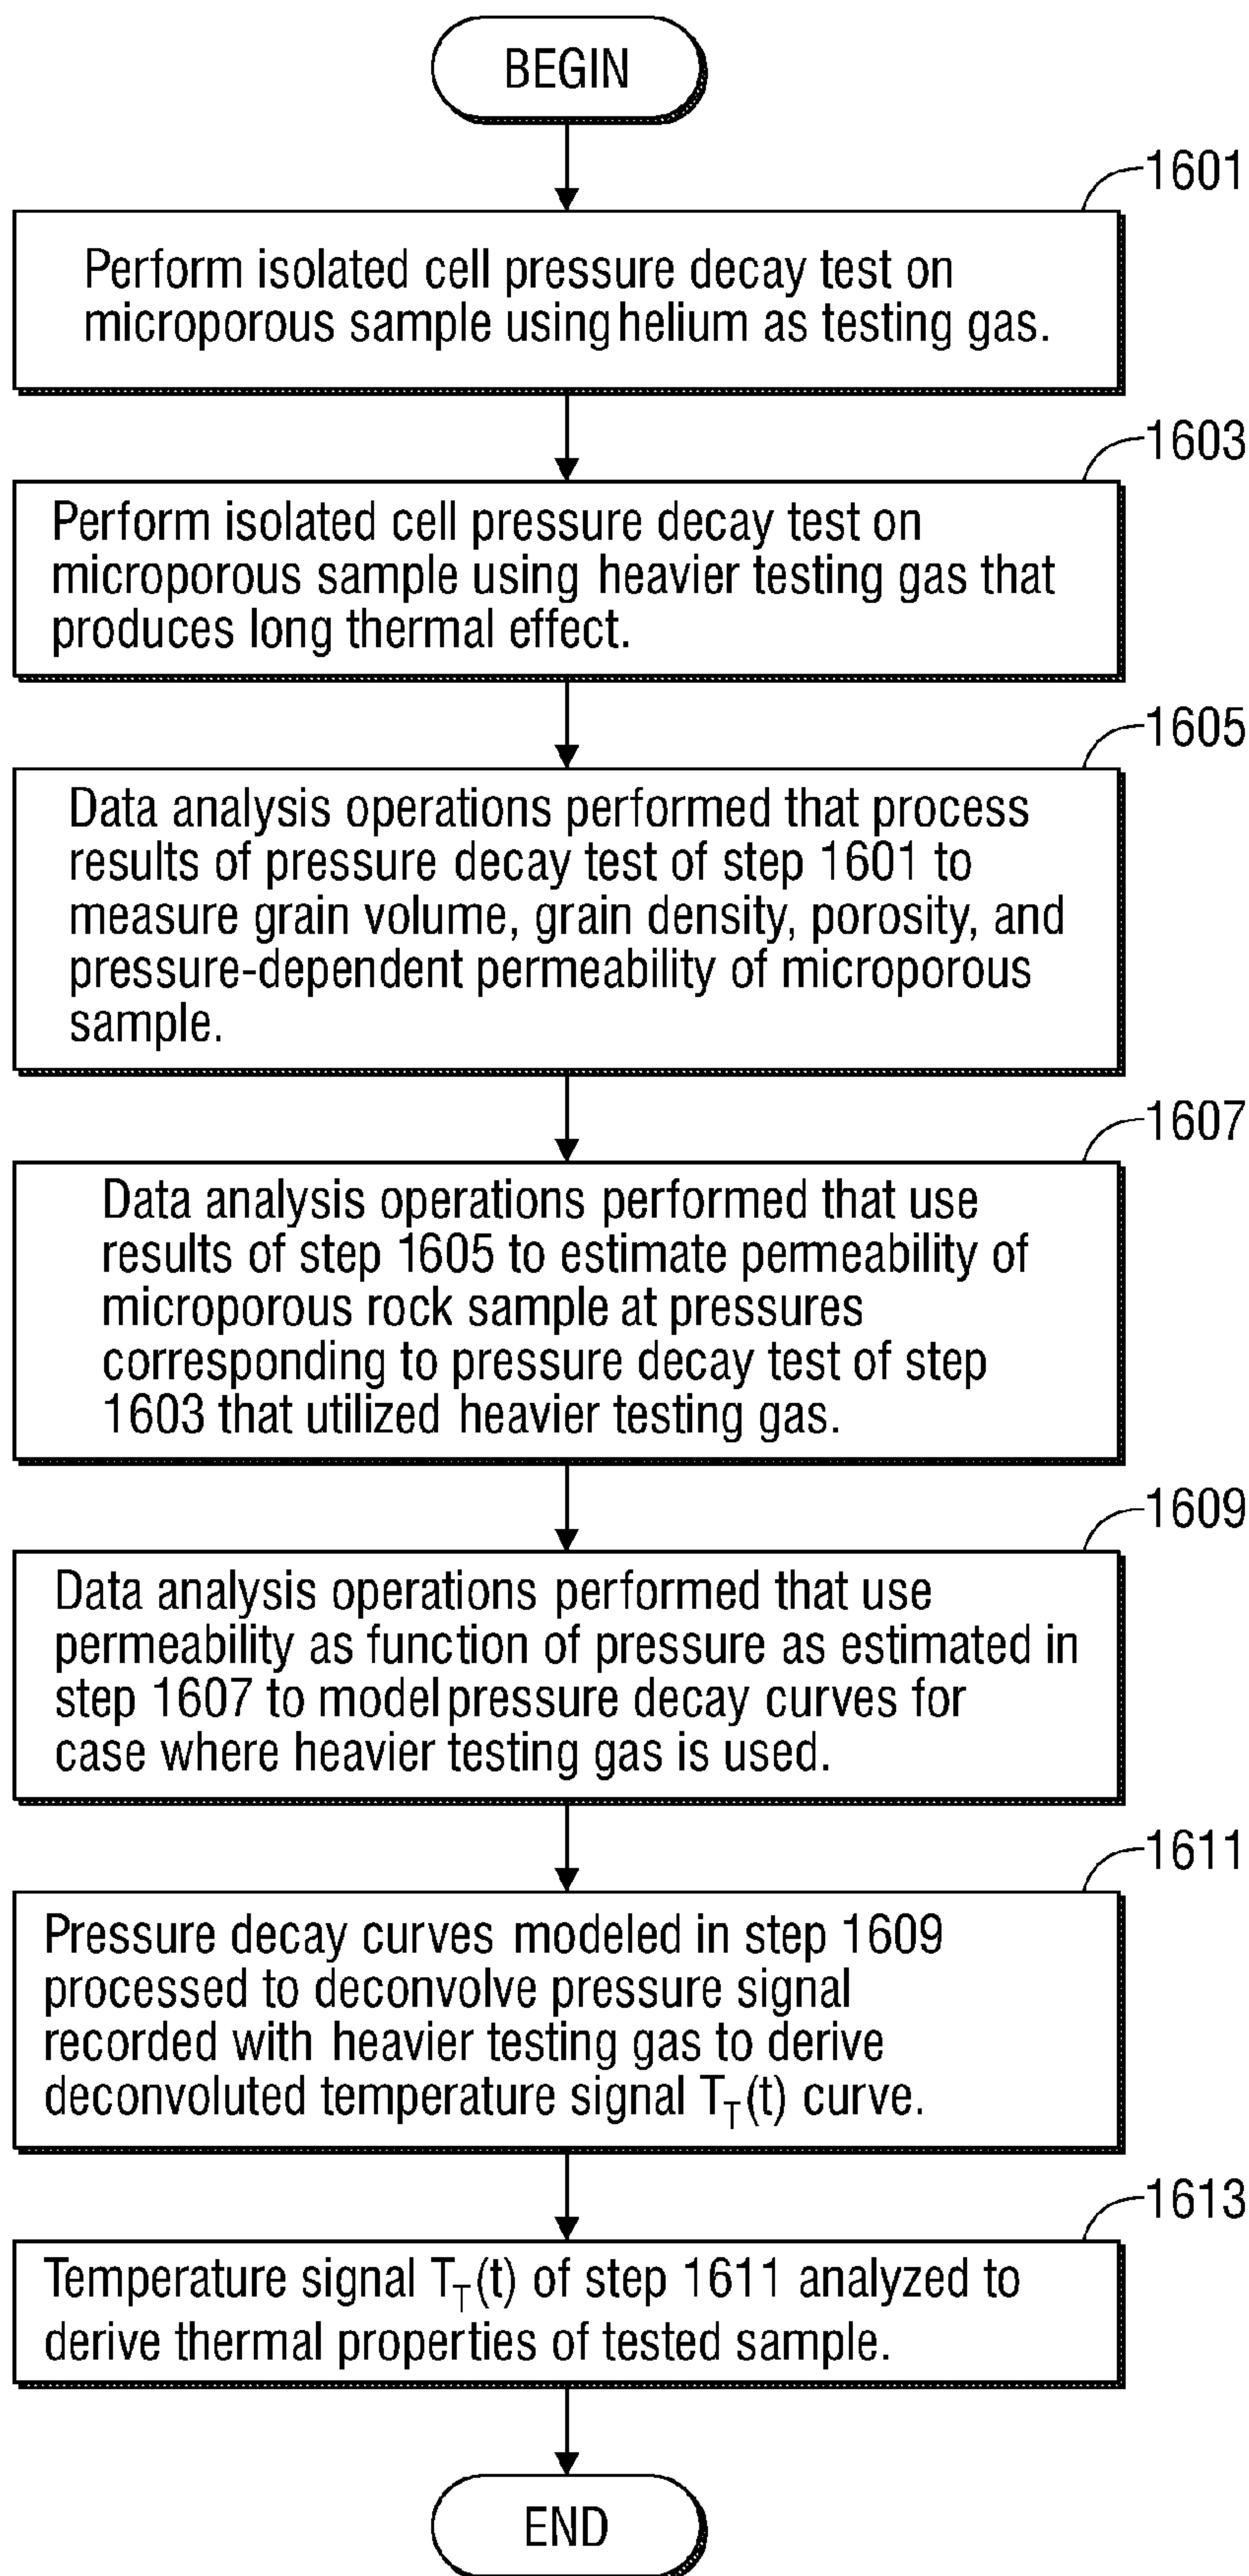 BEGIN
1601
Perform isolated cell pressure decay test on
microporous sample using helium as testing gas.
1603
Perform isolated cell pressure decay test on
microporous sample using heavier testing gas that
produces long thermal effect.
1605
Data analysis operations performed that process
results of pressure decay test of step 1601 to
measure grain volume, grain density, porosity, and
pressure-dependent permeability of microporous
sample.
1607
Data analysis operations performed that use
results of step 1605 to estimate permeability of
microporous rock sample at pressures
corresponding to pressure decay test of step
1603 that utilized heavier testing gas.
1609
Data analysis operations performed that use
permeability as function of pressure as estimated in
step 1607 to model pressure decay curves for
case where heavier testing gas is used.
1611
Pressure decay curves modeled in step 1609
processed to deconvolve pressure signal
recorded with heavier testing gas to derive
deconvoluted temperature signal T_T(t) curve.
1613
Temperature signal T_T(t) of step 1611 analyzed to
derive thermal properties of tested sample.
END